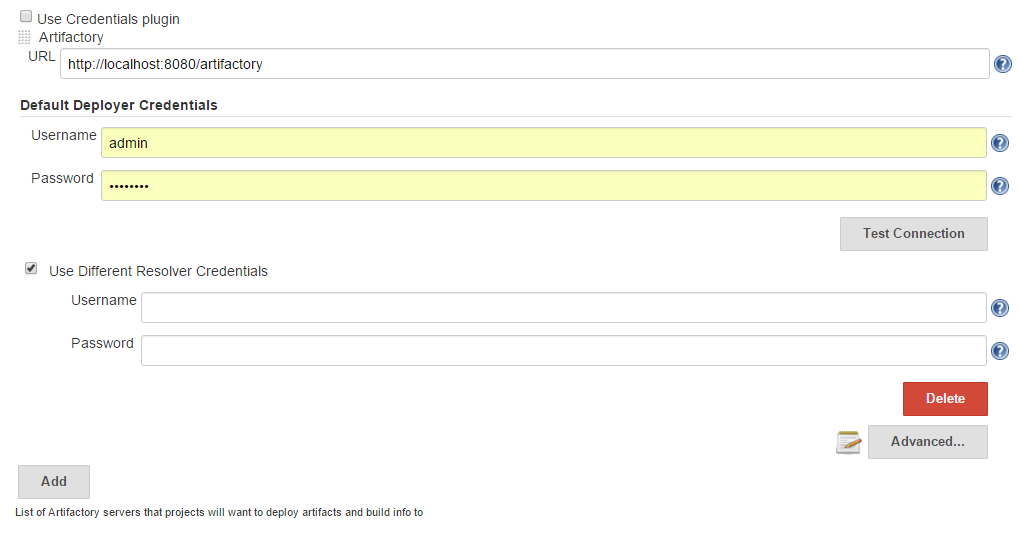 Use Credentials plugin
Artifactory
URL http://localhost:8080/artifactory
Default Deployer Credentials
Username admin
Password ••••••••
Test Connection
Use Different Resolver Credentials
Username
Password
Delete
Advanced...
Add
List of Artifactory servers that projects will want to deploy artifacts and build info to